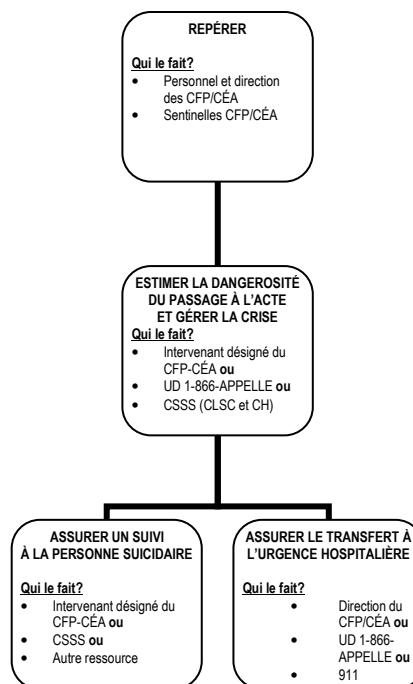 REPÉRER
Qui le fait?
• Personnel et direction
des CFP/CÉA
• Sentinelles CFP/CÉA
ESTIMER LA DANGEROSITÉ
DU PASSAGE À L'ACTE
ET GÉRER LA CRISE
Qui le fait?
• Intervenant désigné du
CFP-CÉA ou
• UD 1-866-APPELLE ou
• CSSS (CLSC et CH)
ASSURER UN SUIVI
À LA PERSONNE SUICIDAIRE
Qui le fait?
• Intervenant désigné du
CFP-CÉA ou
• CSSS ou
• Autre ressource
ASSURER LE TRANSFERT À
L'URGENCE HOSPITALIÈRE
Qui le fait?
• Direction du
CFP/CÉA ou
• UD 1-866-
APPELLE ou
• 911